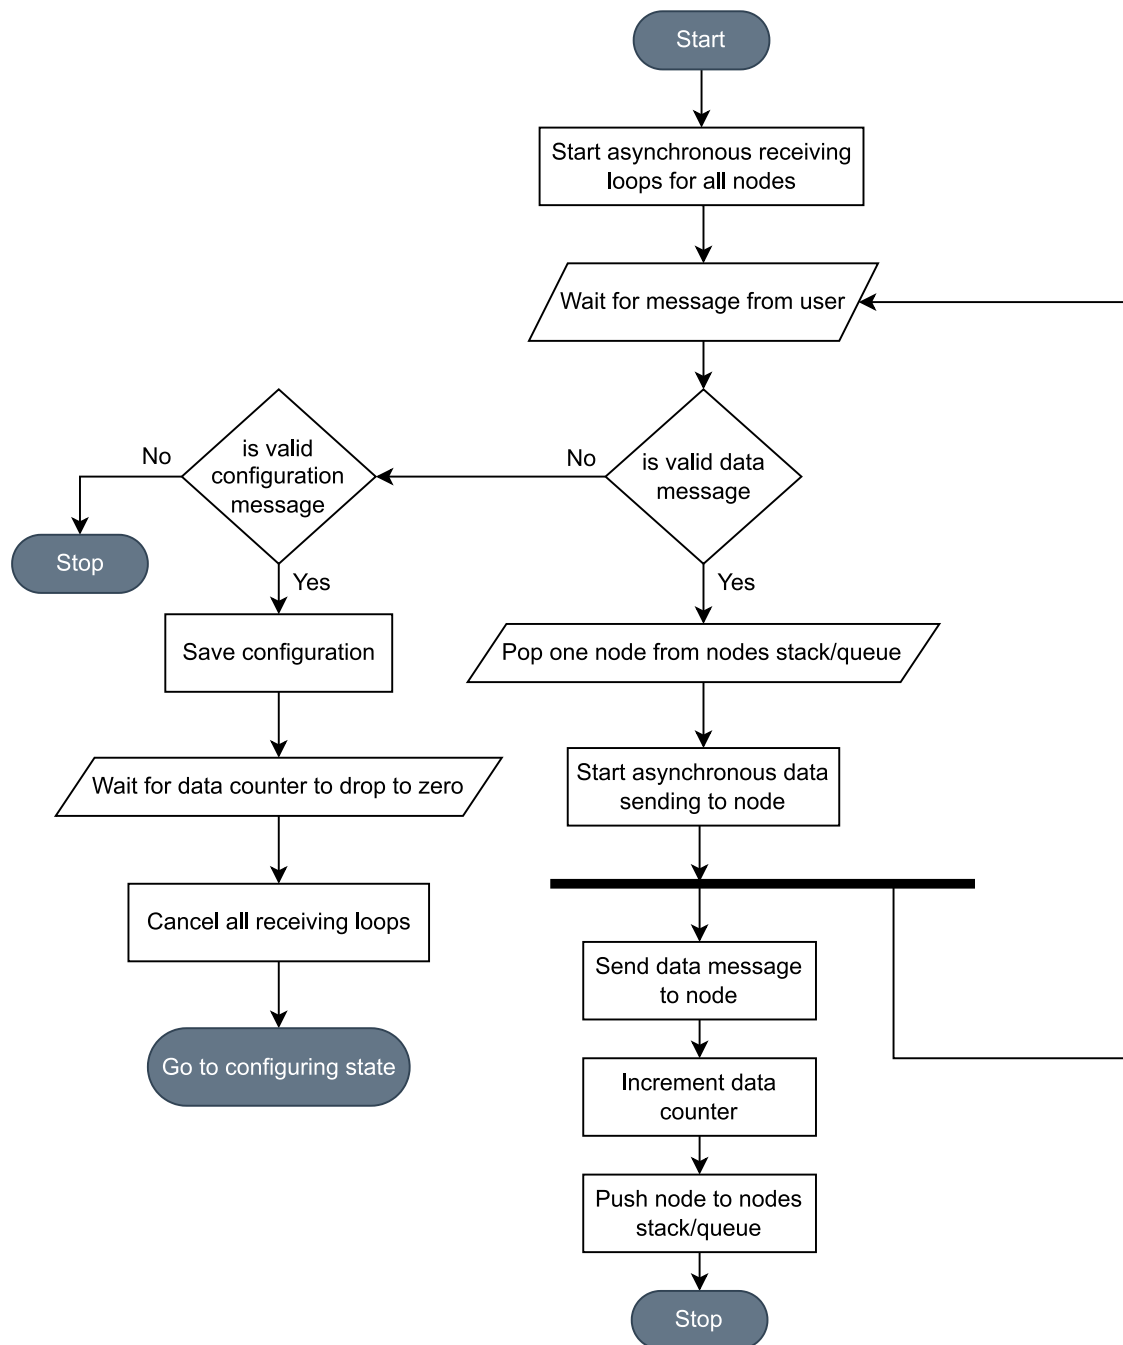 Start
Start asynchronous receiving
loops for all nodes
Wait for message from user
is valid
configuration
message
No
No
is valid data
message
Stop
Yes
Yes
Save configuration
Pop one node from nodes stack/queue
Wait for data counter to drop to zero
Start asynchronous data
sending to node
Cancel all receiving loops
Send data message
to node
Go to configuring state
Increment data
counter
Push node to nodes
stack/queue
Stop